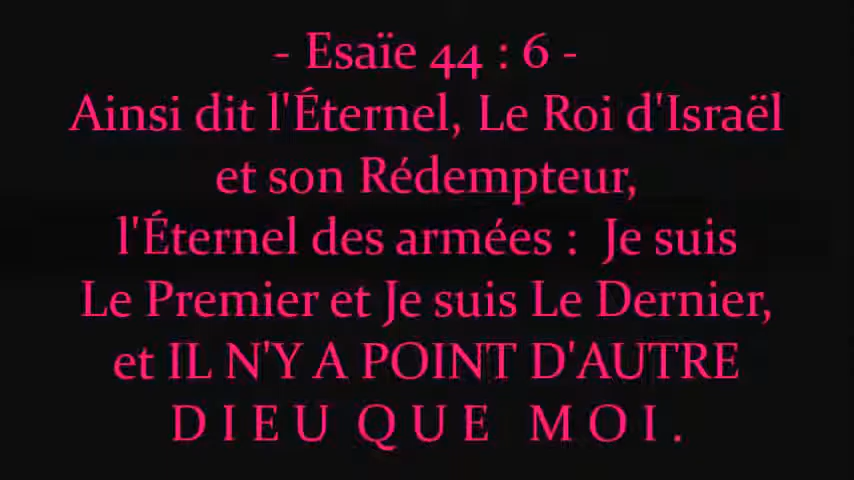 - Esaïe 44 : 6 -
Ainsi dit l'Éternel, Le Roi d'Israël
et son Rédempteur,
l'Éternel des armées : Je suis
Le Premier et Je suis Le Dernier,
et IL N'Y A POINT D'AUTRE
D I E U Q U E M O I .